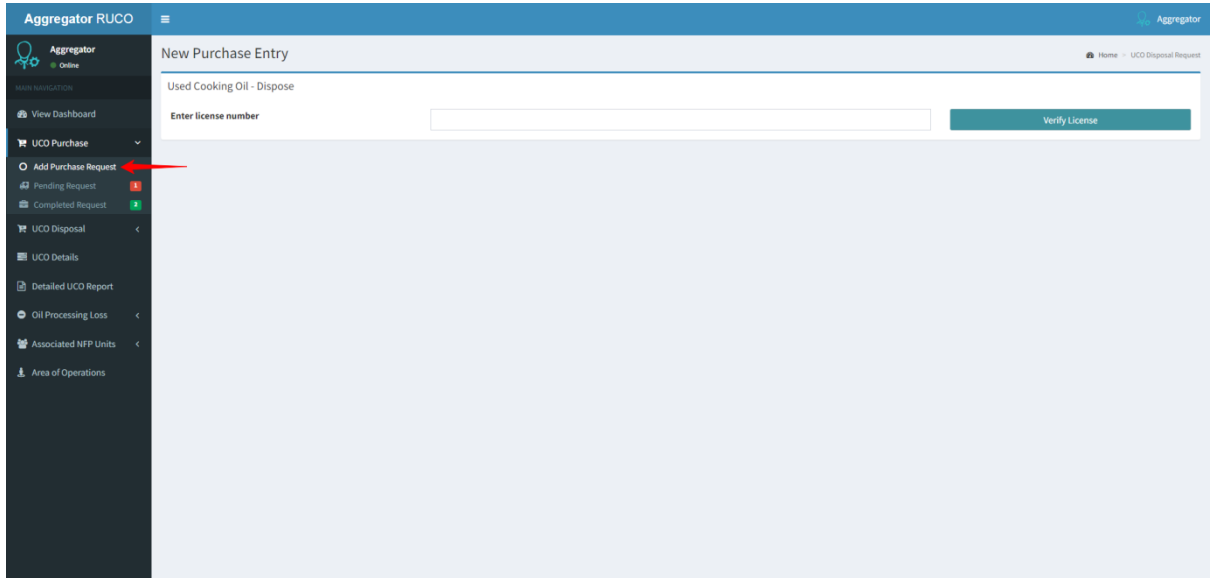 Aggregator RUCO
Aggregator
Aggregator
Online
MAIN NAVIGATION
View Dashboard
UCO Purchase
Add Purchase Request
Pending Request 1
Completed Request 2
UCO Disposal
UCO Details
Detailed UCO Report
Oil Processing Loss
Associated NFP Units
Area of Operations
New Purchase Entry
Home > UCO Disposal Request
Used Cooking Oil - Dispose
Enter license number
Verify License